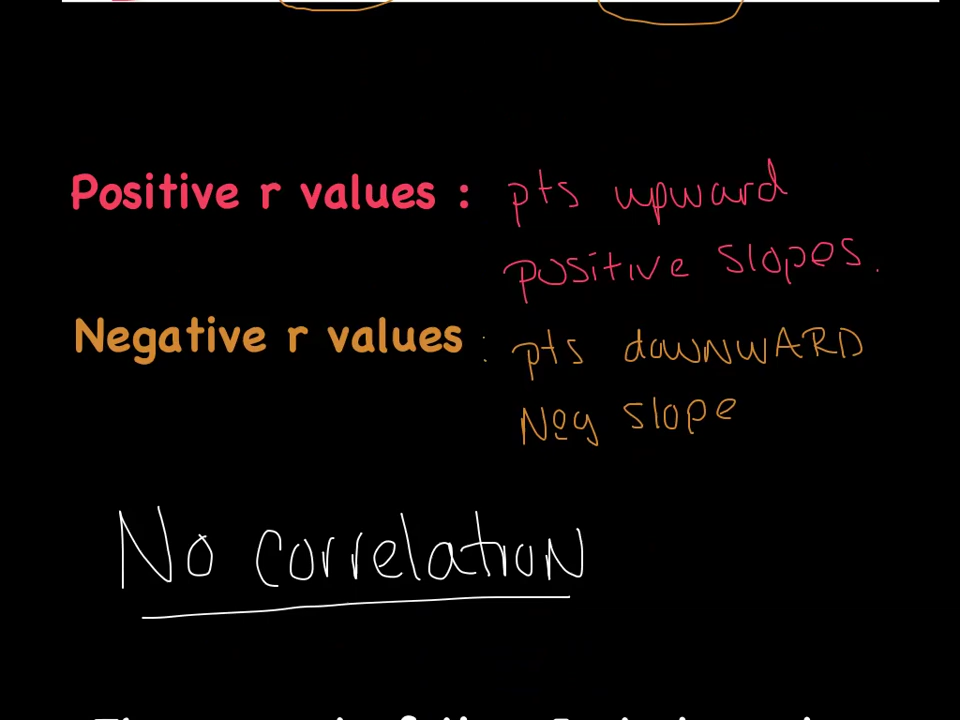 Positive r values : pts upward
positive slopes.
Negative r values : pts downWARD
Neg slope
No correlation